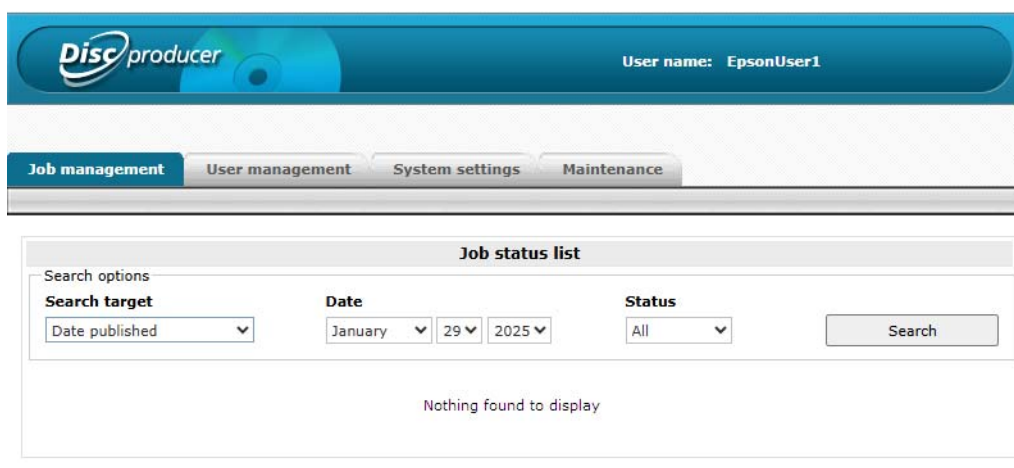 Disc producer
User name: EpsonUser1
Job management User management System settings Maintenance
Job status list
Search options
Search target Date Status
Date published January 29 2025 All Search
Nothing found to display